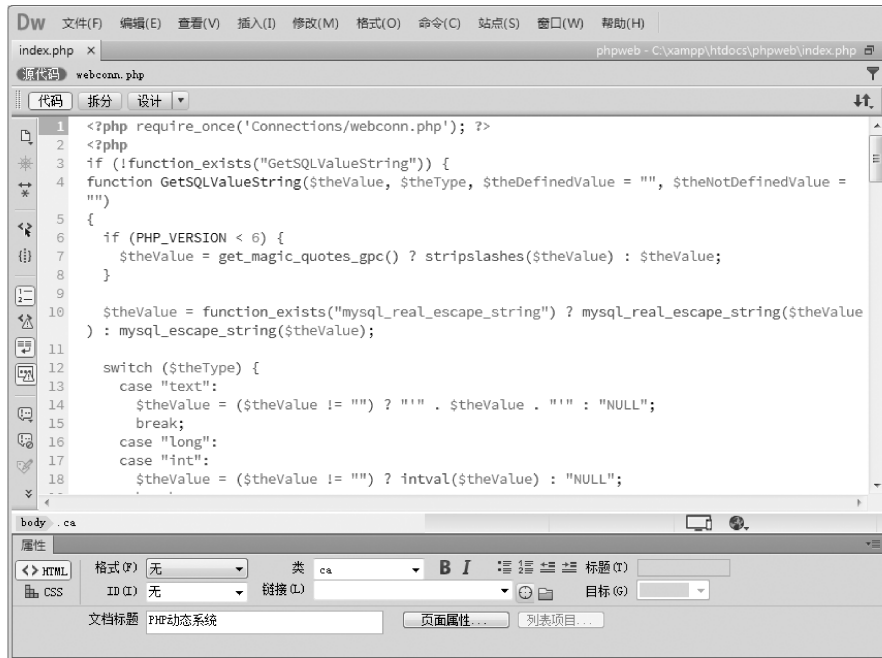 Dw 文件(F) 编辑(E) 查看(V) 插入(I) 修改(M) 格式(O) 命令(C) 站点(S) 窗口(W) 帮助(H)
index.php × phpweb - C:\xampp\htdocs\phpweb\index.php
源代码 webconn.php
代码 拆分 设计
1 <?php require_once('Connections/webconn.php'); ?>
2 <?php
3 if (!function_exists("GetSQLValueString")) {
4 function GetSQLValueString($theValue, $theType, $theDefinedValue = "", $theNotDefinedValue =
"")
5 {
6 if (PHP_VERSION < 6) {
7 $theValue = get_magic_quotes_gpc() ? stripslashes($theValue) : $theValue;
8 }
9
10 $theValue = function_exists("mysql_real_escape_string") ? mysql_real_escape_string($theValue
) : mysql_escape_string($theValue);
11
12 switch ($theType) {
13 case "text":
14 $theValue = ($theValue != "") ? "'" . $theValue . "'" : "NULL";
15 break;
16 case "long":
17 case "int":
18 $theValue = ($theValue != "") ? intval($theValue) : "NULL";
body .ca
属性
<> HTML 格式(F) 无 类 ca B I 标题(T)
CSS ID(I) 无 链接(L) 目标(G)
文档标题 PHP动态系统 页面属性... 列表项目...